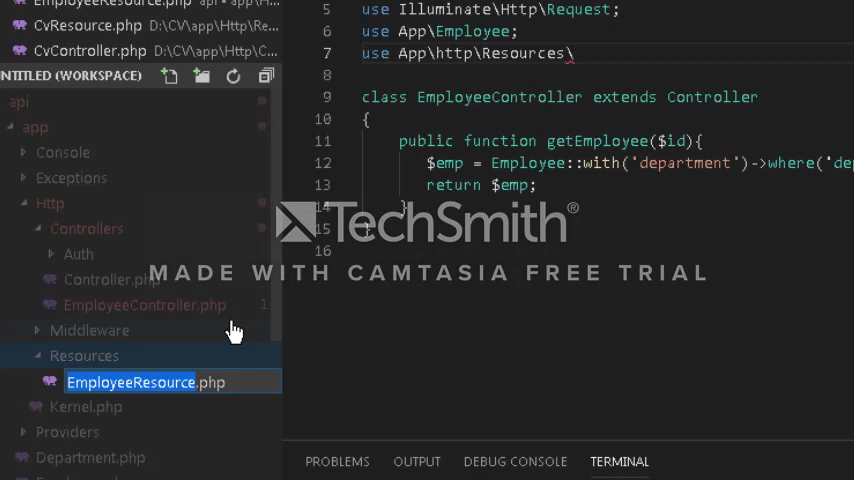 EmployeeResource.php api • app\Http\R...
CvResource.php D:\CV\app\Http\Re...
CvController.php D:\CV\app\Http\C...
UNTITLED (WORKSPACE)
api
app
Console
Exceptions
Http
Controllers
Auth
Controller.php
EmployeeController.php 1
Middleware
Resources
EmployeeResource.php
Kernel.php
Providers
Department.php
5 use Illuminate\Http\Request;
6 use App\Employee;
7 use App\http\Resources\
8
9 class EmployeeController extends Controller
10 {
11 public function getEmployee($id){
12 $emp = Employee::with('department')->where('dep
13 return $emp;
14 }
15 }
16
TechSmith®
MADE WITH CAMTASIA FREE TRIAL
PROBLEMS OUTPUT DEBUG CONSOLE TERMINAL